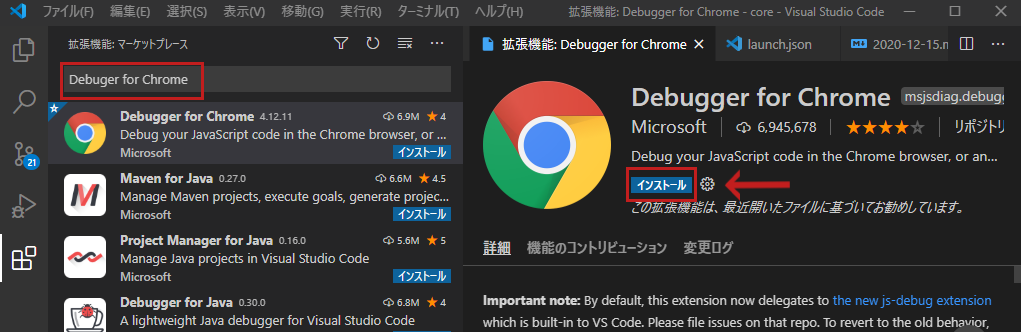 ファイル(F) 編集(E) 選択(S) 表示(V) 移動(G) 実行(R) ターミナル(T) ヘルプ(H) 拡張機能: Debugger for Chrome - core - Visual Studio Code
拡張機能: マーケットプレース
Debuger for Chrome
Debugger for Chrome 4.12.11 6.9M ★ 4
Debug your JavaScript code in the Chrome browser, or ...
Microsoft インストール
Maven for Java 0.27.0 6.6M ★ 4.5
Manage Maven projects, execute goals, generate projec...
Microsoft インストール
Project Manager for Java 0.16.0 5.6M ★ 5
Manage Java projects in Visual Studio Code
Microsoft インストール
Debugger for Java 0.30.0 6.8M ★ 4
A lightweight Java debugger for Visual Studio Code
21
拡張機能: Debugger for Chrome launch.json 2020-12-15.m
Debugger for Chrome msjsdiag.debugg
Microsoft 6,945,678 リポジトリ
Debug your JavaScript code in the Chrome browser, or an...
インストール
この拡張機能は、最近開いたファイルに基づいてお勧めしています。
詳細 機能のコントリビューション 変更ログ
Important note: By default, this extension now delegates to the new js-debug extension
which is built-in to VS Code. Please file issues on that repo. To revert to the old behavior,